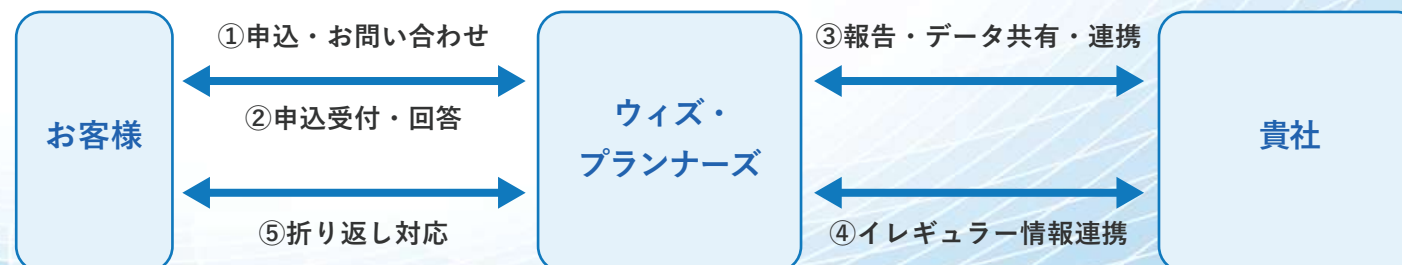 ①申込・お問い合わせ
③報告・データ共有・連携
②申込受付・回答
お客様
ウィズ・
プランナーズ
貴社
⑤折り返し対応
④イレギュラー情報連携